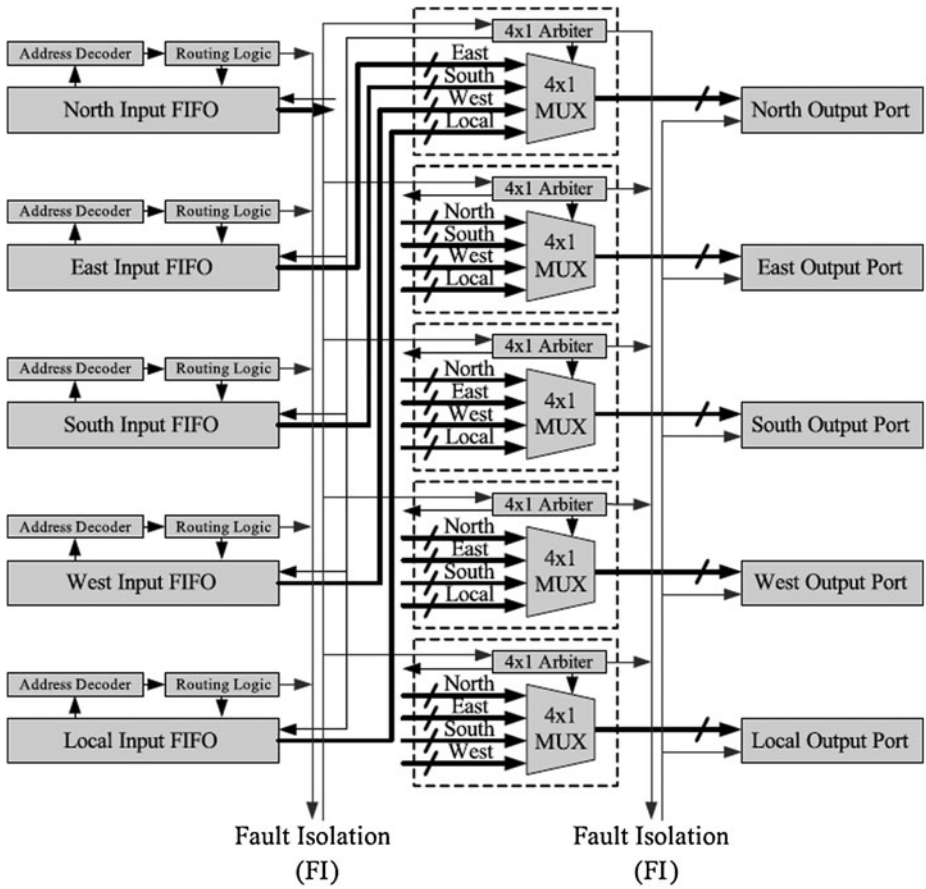 4x1 Arbiter
Address Decoder
Routing Logic
North Input FIFO
East
South
West
Local
4x1
MUX
North Output Port
4x1 Arbiter
Address Decoder
Routing Logic
East Input FIFO
North
South
West
Local
4x1
MUX
East Output Port
4x1 Arbiter
Address Decoder
Routing Logic
South Input FIFO
North
East
West
Local
4x1
MUX
South Output Port
4x1 Arbiter
Address Decoder
Routing Logic
West Input FIFO
North
East
South
Local
4x1
MUX
West Output Port
4x1 Arbiter
Address Decoder
Routing Logic
Local Input FIFO
North
East
South
West
4x1
MUX
Local Output Port
Fault Isolation
(FI)
Fault Isolation
(FI)